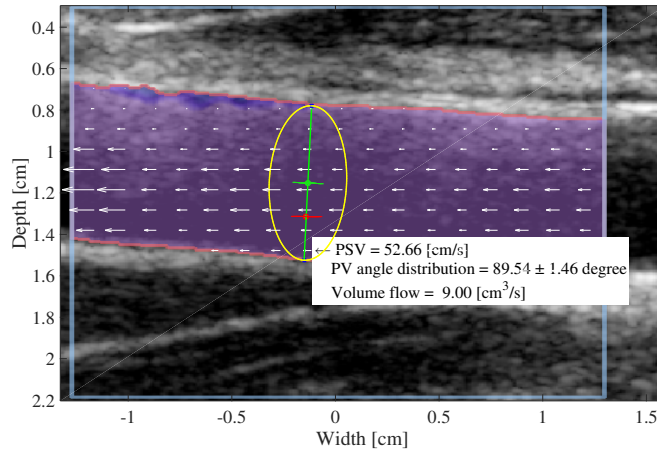 0.4
0.6
0.8
1
1.2
1.4
1.6
1.8
2
2.2
Depth [cm]
← PSV = 52.66 [cm/s]
PV angle distribution = 89.54 ± 1.46 degree
Volume flow = 9.00 [cm³/s]
-1 -0.5 0 0.5 1 1.5
Width [cm]